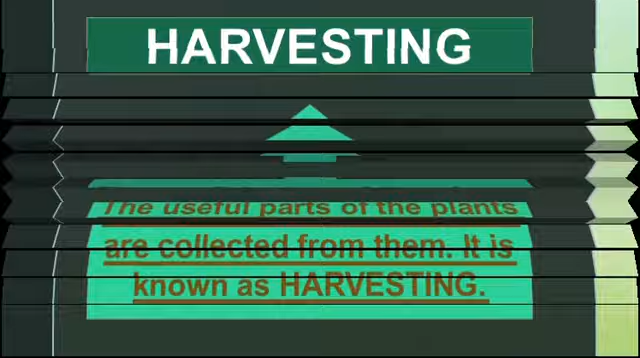 HARVESTING
The useful parts of the plants
are collected from them. It is
known as HARVESTING.